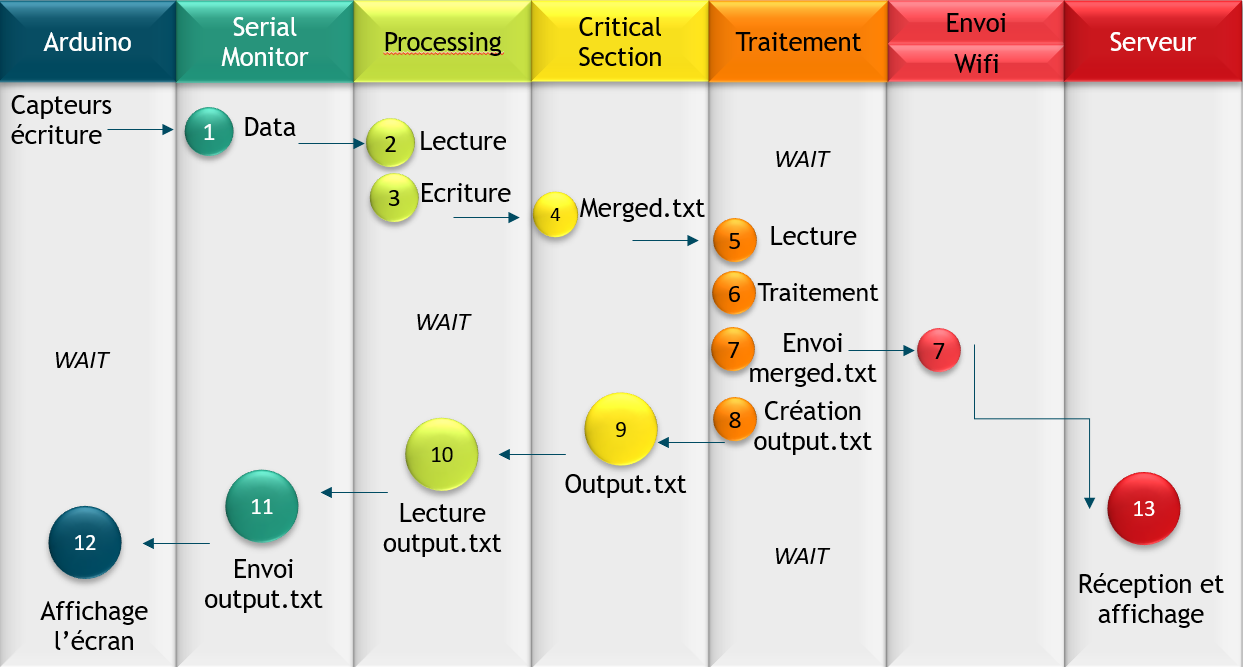 Arduino
Serial
Monitor
Processing
Critical
Section
Traitement
Envoi
Wifi
Serveur
Capteurs
écriture
1
Data
2
Lecture
WAIT
3
Ecriture
4
Merged.txt
5
Lecture
6
Traitement
WAIT
WAIT
7
Envoi
merged.txt
7
8
Création
output.txt
9
Output.txt
10
Lecture
output.txt
11
Envoi
output.txt
12
Affichage
l’écran
WAIT
13
Réception et
affichage